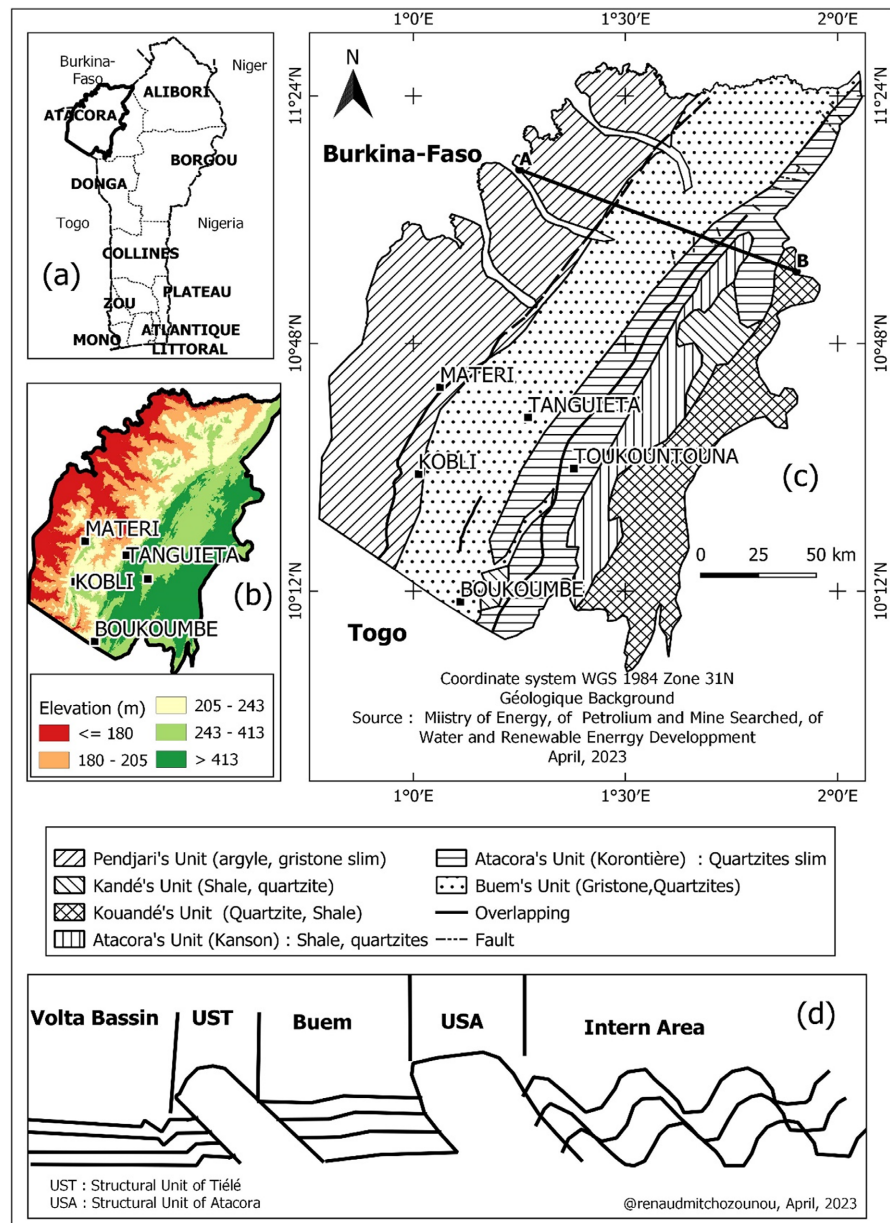 Burkina-
Faso
Niger
ALIBORI
ATACORA
BORGOU
DONGA
Togo
Nigeria
COLLINES
(a)
PLATEAU
ZOU
ATLANTIQUE
MONO
LITTORAL
MATERI
TANGUIETA
KOBLI
(b)
BOUKOUMBE
Elevation (m)
<= 180
180 - 205
205 - 243
243 - 413
> 413
1°0'E
1°30'E
2°0'E
N
11°24'N
11°24'N
Burkina-Faso
A
B
10°48'N
10°48'N
MATERI
TANGUIETA
KOBLI
TOUKOUNTOUNA
(c)
0 25 50 km
10°12'N
10°12'N
BOUKOUMBE
Togo
Coordinate system WGS 1984 Zone 31N
Géologique Background
Source : Miistry of Energy, of Petrolium and Mine Searched, of
Water and Renewable Enerrgy Developpment
April, 2023
1°0'E
1°30'E
2°0'E
Pendjari's Unit (argyle, gristone slim)
Kandé's Unit (Shale, quartzite)
Kouandé's Unit (Quartzite, Shale)
Atacora's Unit (Kanson) : Shale, quartzites
Atacora's Unit (Korontière) : Quartzites slim
Buem's Unit (Gristone,Quartzites)
Overlapping
Fault
Volta Bassin
UST
Buem
USA
Intern Area
(d)
UST : Structural Unit of Tiélé
USA : Structural Unit of Atacora
@renaudmitchozounou, April, 2023